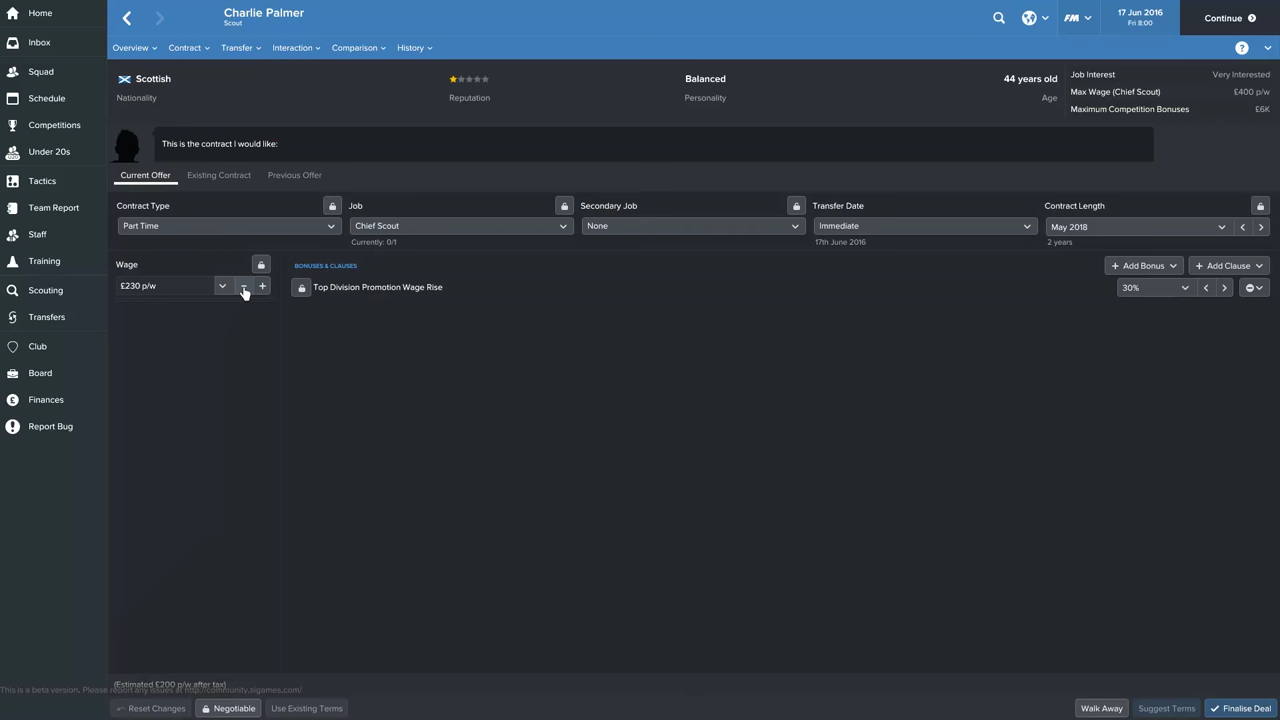 Home
Charlie Palmer
Scout
FM
17 Jun 2016
Fri 8:00
Continue
Inbox
Overview
Contract
Transfer
Interaction
Comparison
History
?
Squad
Scottish
Nationality
Reputation
Balanced
Personality
44 years old
Age
Job Interest
Very Interested
Max Wage (Chief Scout)
£400 p/w
Maximum Competition Bonuses
£6K
Schedule
Competitions
Under 20s
This is the contract I would like:
Tactics
Current Offer
Existing Contract
Previous Offer
Team Report
Contract Type
Job
Secondary Job
Transfer Date
Contract Length
Staff
Part Time
Chief Scout
None
Immediate
May 2018
Currently: 0/1
17th June 2016
2 years
Training
Wage
BONUSES & CLAUSES
+ Add Bonus
+ Add Clause
Scouting
£230 p/w
Top Division Promotion Wage Rise
30%
Transfers
Club
Board
Finances
Report Bug
(Estimated £200 p/w after tax)
This is a beta version. Please report any issues at http://community.sigames.com/
Reset Changes
Negotiable
Use Existing Terms
Walk Away
Suggest Terms
Finalise Deal